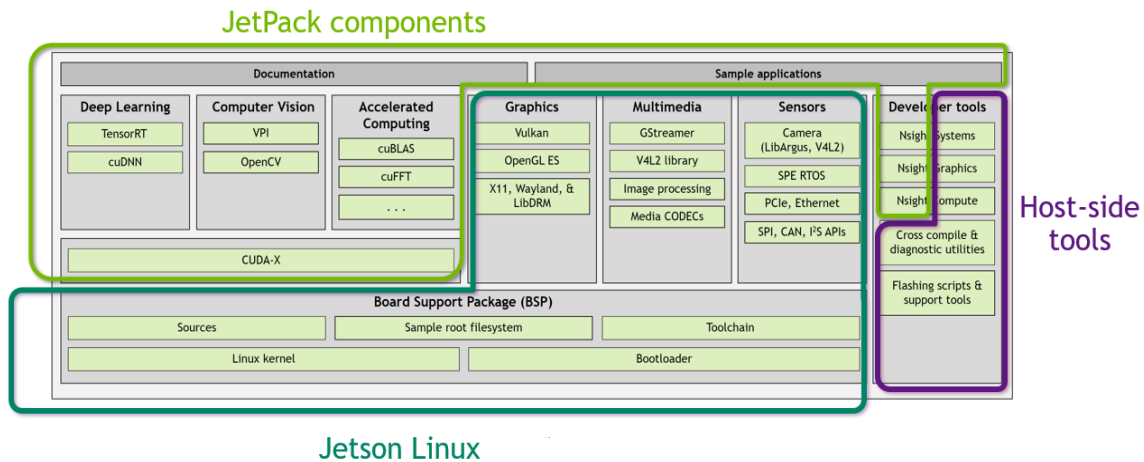 JetPack components
Documentation
Sample applications
Deep Learning
TensorRT
cuDNN
Computer Vision
VPI
OpenCV
Accelerated
Computing
cuBLAS
cuFFT
. . .
CUDA-X
Graphics
Vulkan
OpenGL ES
X11, Wayland, &
LibDRM
Multimedia
GStreamer
V4L2 library
Image processing
Media CODECs
Sensors
Camera
(LibArgus, V4L2)
SPE RTOS
PCIe, Ethernet
SPI, CAN, I²S APIs
Developer tools
Nsight Systems
Nsight Graphics
Nsight Compute
Cross compile &
diagnostic utilities
Flashing scripts &
support tools
Host-side
tools
Board Support Package (BSP)
Sources
Sample root filesystem
Toolchain
Linux kernel
Bootloader
Jetson Linux